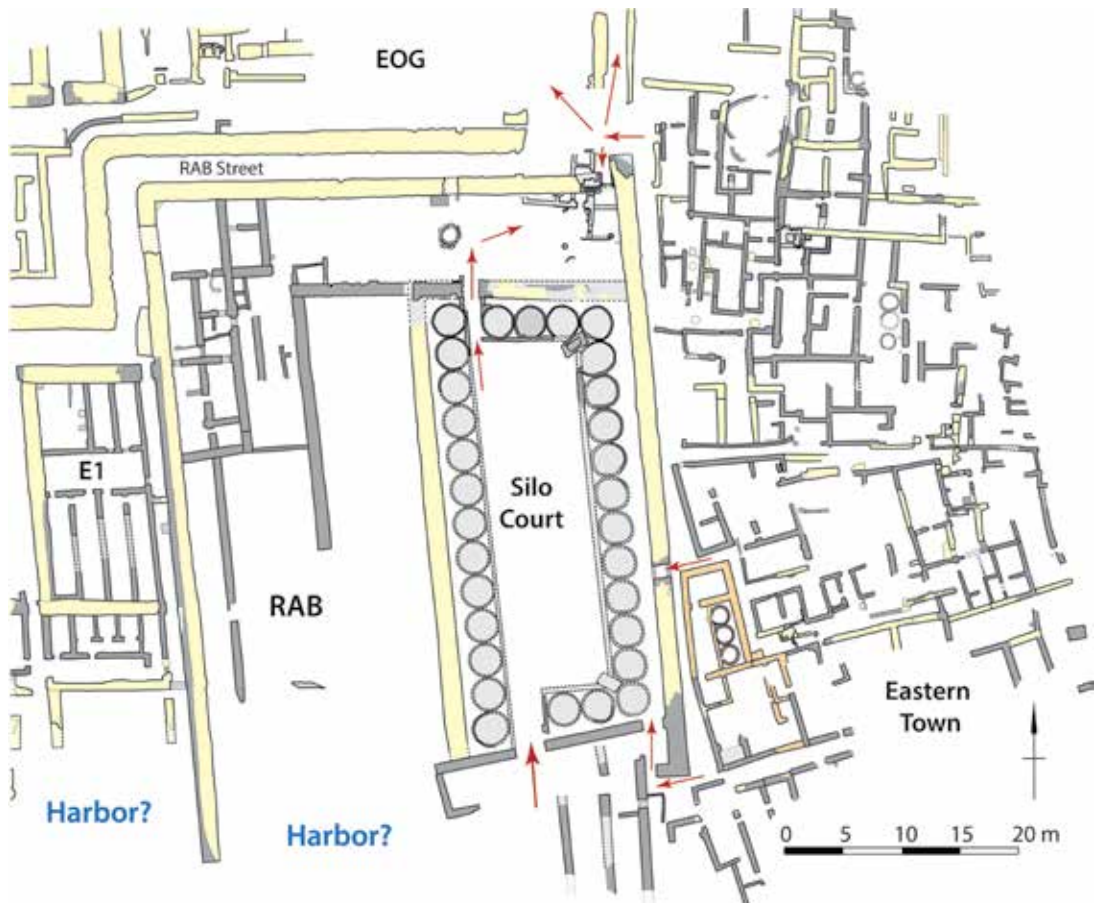 EOG
RAB Street
E1
Silo
Court
RAB
Eastern
Town
Harbor?
Harbor?
0 5 10 15 20 m